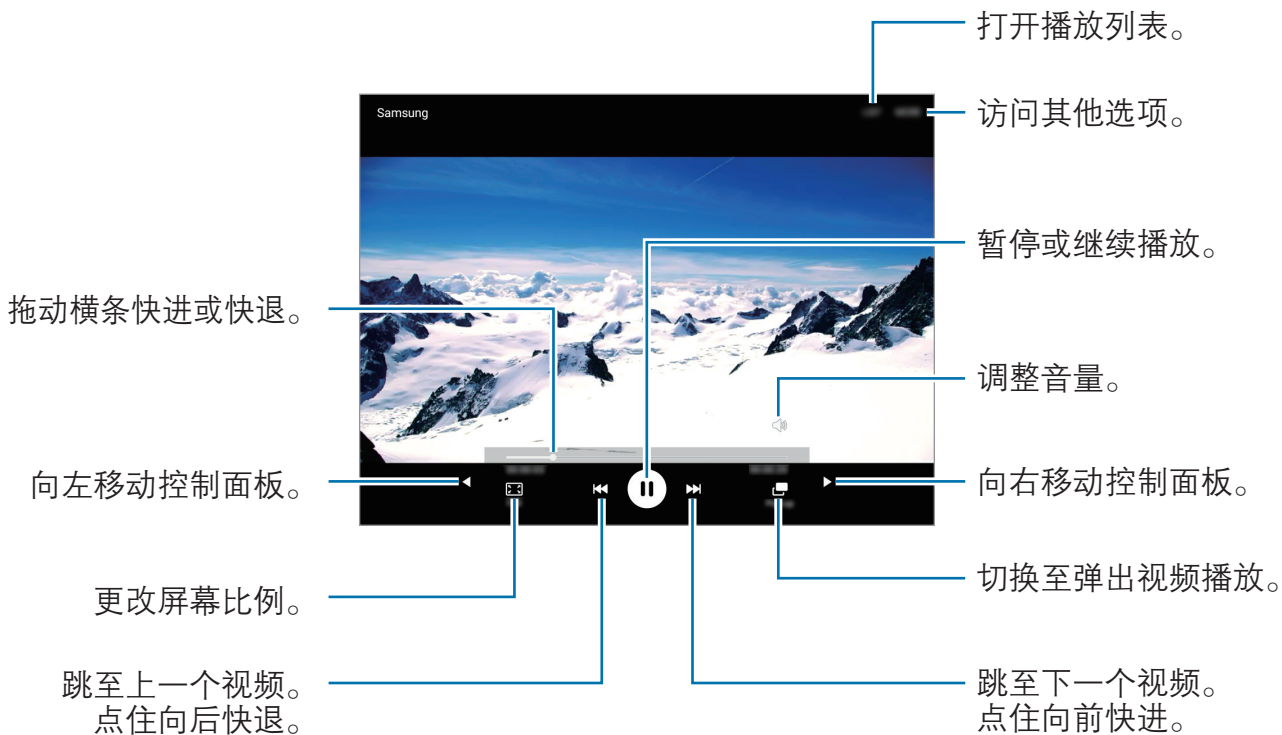 打开播放列表。
Samsung
访问其他选项。
暂停或继续播放。
拖动横条快进或快退。
调整音量。
向左移动控制面板。
向右移动控制面板。
切换至弹出视频播放。
更改屏幕比例。
跳至上一个视频。
点住向后快退。
跳至下一个视频。
点住向前快进。